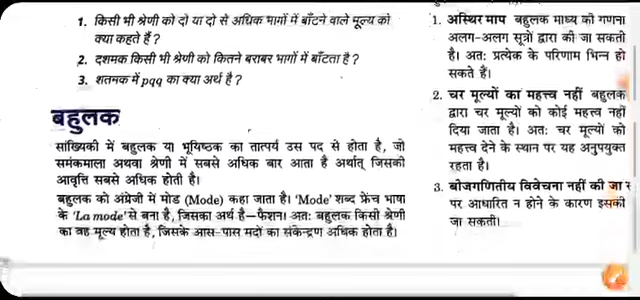 1. किसी भी श्रेणी को दो या दो से अधिक भागों में बाँटने वाले मूल्य को
क्या कहते हैं ?
2. दशमक किसी भी श्रेणी को कितने बराबर भागों में बाँटता है ?
3. शतमक में pqq का क्या अर्थ है ?
बहुलक
सांख्यिकी में बहुलक या भूयिष्ठक का तात्पर्य उस पद से होता है, जो
समंकमाला अथवा श्रेणी में सबसे अधिक बार आता है अर्थात् जिसकी
आवृत्ति सबसे अधिक होती है।
बहुलक को अंग्रेजी में मोड (Mode) कहा जाता है। 'Mode' शब्द फ्रेंच भाषा
के 'La mode' से बना है, जिसका अर्थ है–फैशन। अतः बहुलक किसी श्रेणी
का वह मूल्य होता है, जिसके आस-पास मदों का संकेन्द्रण अधिक होता है।
1. अस्थिर माप बहुलक माध्य की गणना
अलग-अलग सूत्रों द्वारा की जा सकती
है। अतः प्रत्येक के परिणाम भिन्न हो
सकते हैं।
2. चर मूल्यों का महत्त्व नहीं बहुलक
द्वारा चर मूल्यों को कोई महत्त्व नहीं
दिया जाता है। अतः चर मूल्यों को
महत्त्व देने के स्थान पर यह अनुपयुक्त
रहता है।
3. बीजगणितीय विवेचना नहीं की जा
पर आधारित न होने के कारण इसकी
जा सकती।